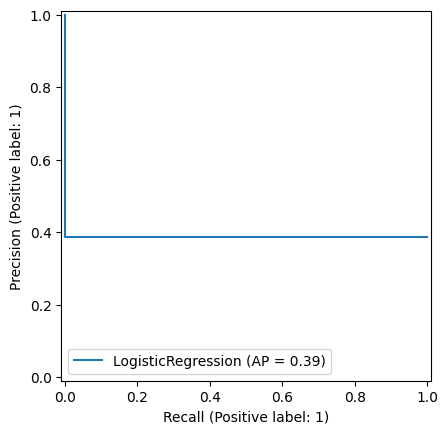 1.0
0.8
0.6
0.4
0.2
0.0
Precision (Positive label: 1)
LogisticRegression (AP = 0.39)
0.0 0.2 0.4 0.6 0.8 1.0
Recall (Positive label: 1)